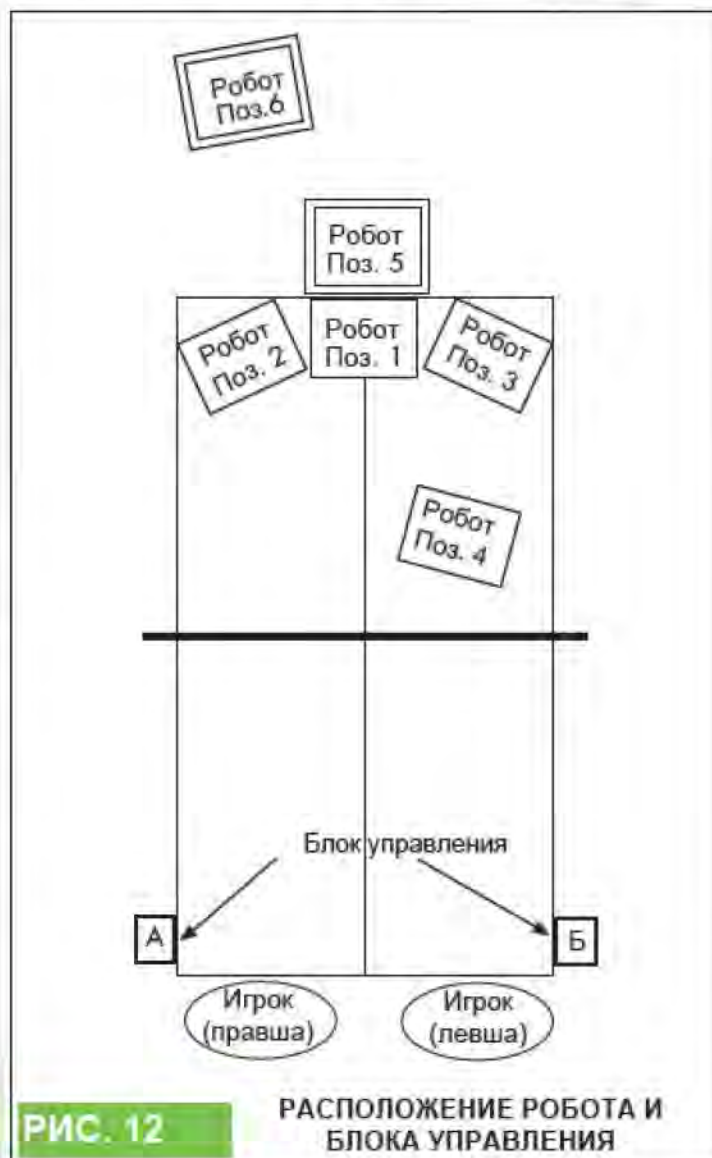 Робот
Поз.6
Робот
Поз. 5
Робот
Поз. 2
Робот
Поз. 1
Робот
Поз. 3
Робот
Поз. 4
Блок управления
А
Б
Игрок
(правша)
Игрок
(левша)
РИС. 12
РАСПОЛОЖЕНИЕ РОБОТА И
БЛОКА УПРАВЛЕНИЯ